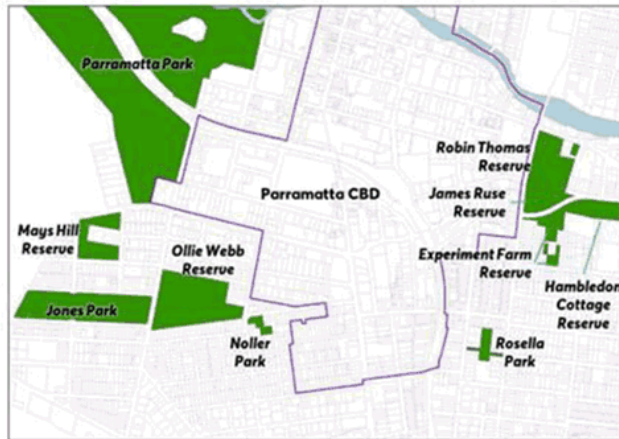 Parramatta Park
Robin Thomas
Reserve
Parramatta CBD
James Ruse
Reserve
Mays Hill
Reserve
Ollie Webb
Reserve
Experiment Farm
Reserve
Hambledon
Cottage
Reserve
Jones Park
Noller
Park
Rosella
Park